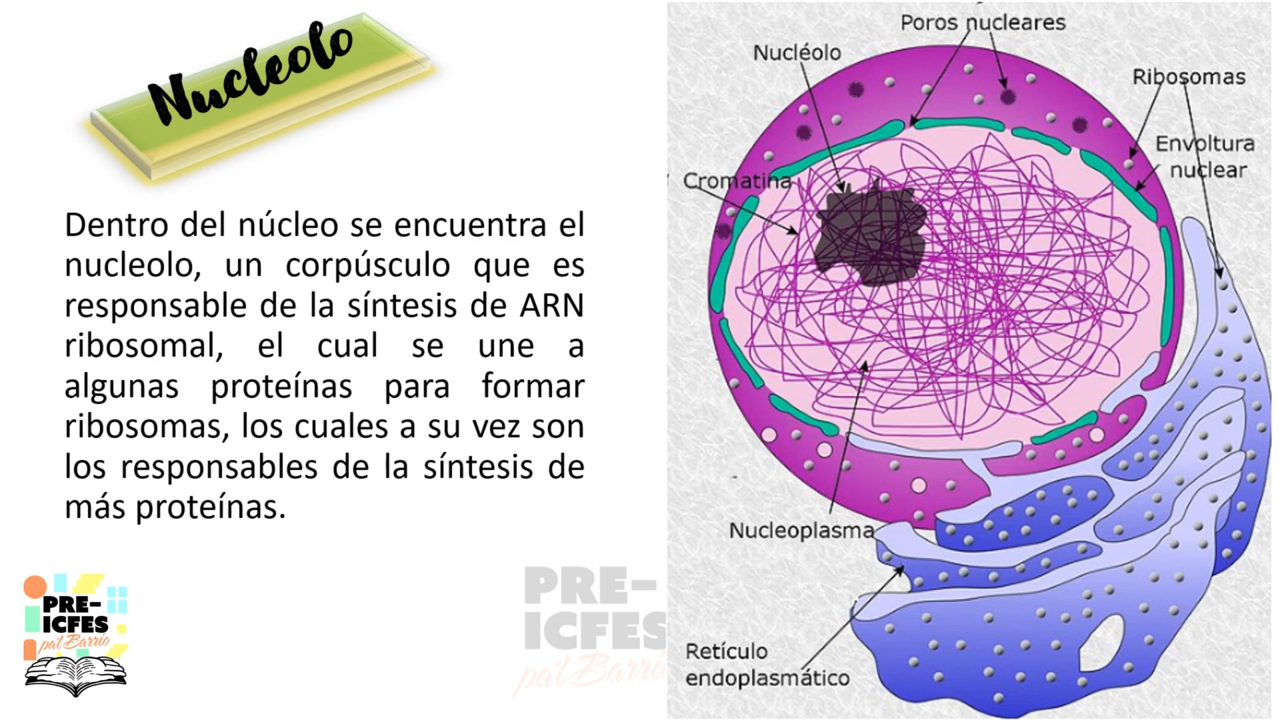 Nucleolo
Dentro del núcleo se encuentra el
nucleolo, un corpúsculo que es
responsable de la síntesis de ARN
ribosomal, el cual se une a
algunas proteínas para formar
ribosomas, los cuales a su vez son
los responsables de la síntesis de
más proteínas.
PRE-
ICFES
pa'l Barrio
PRE-
ICFES
pa'l Barrio
Poros nucleares
Nucléolo
Ribosomas
Envoltura
nuclear
Cromatina
Nucleoplasma
Retículo
endoplasmático